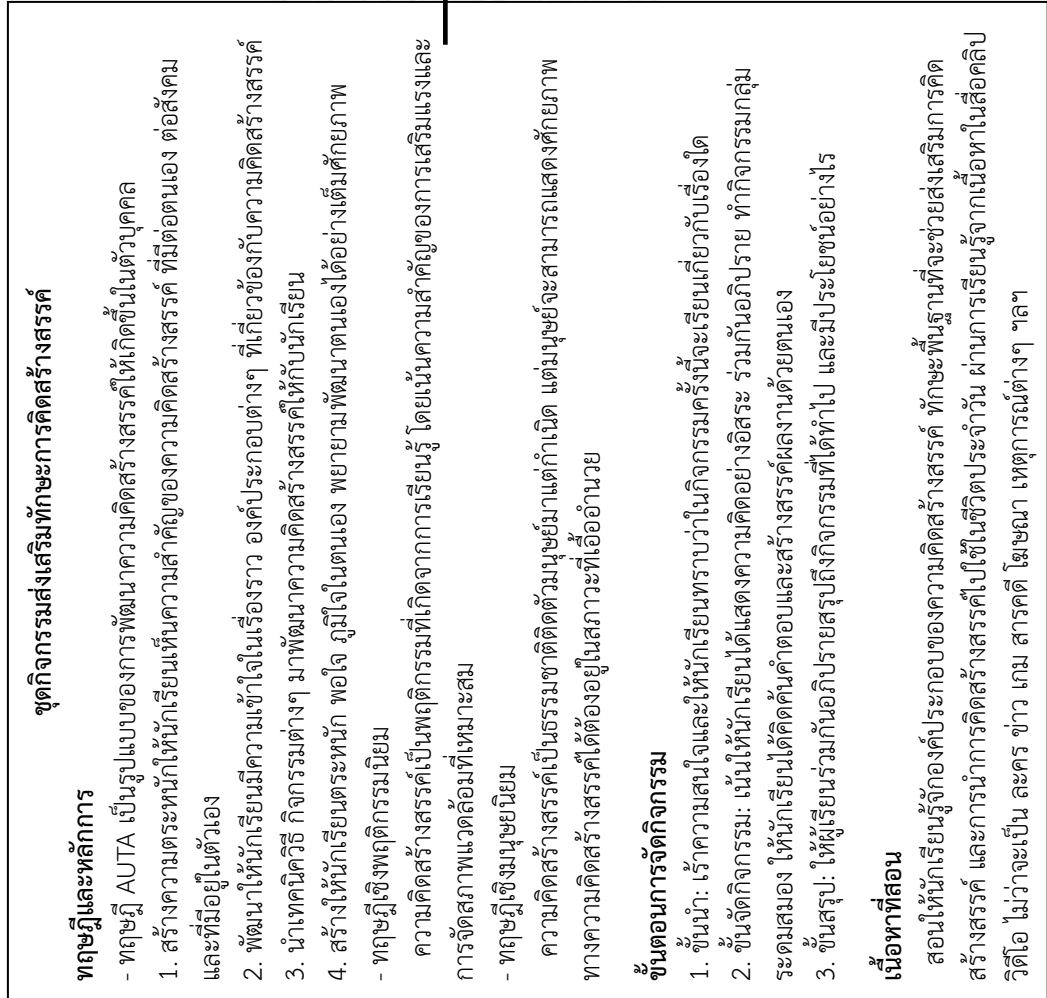 ชุดกิจกรรมส่งเสริมทักษะการคิดสร้างสรรค์
ทฤษฎีและหลักการ
- ทฤษฎี AUTA เป็นรูปแบบของการพัฒนาความคิดสร้างสรรค์ให้เกิดขึ้นในตัวบุคคล
1. สร้างความตระหนักให้นักเรียนเห็นความสำคัญของความคิดสร้างสรรค์ ที่มีต่อตนเอง ต่อสังคม
และที่มีอยู่ในตัวเอง
2. พัฒนาให้นักเรียนมีความเข้าใจในเรื่องราว องค์ประกอบต่างๆ ที่เกี่ยวข้องกับความคิดสร้างสรรค์
3. นำเทคนิควิธี กิจกรรมต่างๆ มาพัฒนาความคิดสร้างสรรค์ให้กับนักเรียน
4. สร้างให้นักเรียนตระหนัก พอใจ ภูมิใจในตนเอง พยายามพัฒนาตนเองได้อย่างเต็มศักยภาพ
- ทฤษฎีเชิงพฤติกรรมนิยม
ความคิดสร้างสรรค์เป็นพฤติกรรมที่เกิดจากการเรียนรู้ โดยเน้นความสำคัญของการเสริมแรงและ
การจัดสภาพแวดล้อมที่เหมาะสม
- ทฤษฎีเชิงมนุษยนิยม
ความคิดสร้างสรรค์เป็นธรรมชาติติดตัวมนุษย์มาแต่กำเนิด แต่มนุษย์จะสามารถแสดงศักยภาพ
ทางความคิดสร้างสรรค์ได้ต้องอยู่ในสภาวะที่เอื้ออำนวย
ขั้นตอนการจัดกิจกรรม
1. ขั้นนำ: เร้าความสนใจและให้นักเรียนทราบว่าในกิจกรรมครั้งนี้จะเรียนเกี่ยวกับเรื่องใด
2. ขั้นจัดกิจกรรม: เน้นให้นักเรียนได้แสดงความคิดอย่างอิสระ ร่วมกันอภิปราย ทำกิจกรรมกลุ่ม
ระดมสมอง ให้นักเรียนได้คิดค้นคำตอบและสร้างสรรค์ผลงานด้วยตนเอง
3. ขั้นสรุป: ให้ผู้เรียนร่วมกันอภิปรายสรุปถึงกิจกรรมที่ได้ทำไป และมีประโยชน์อย่างไร
เนื้อหาที่สอน
สอนให้นักเรียนรู้จักองค์ประกอบของความคิดสร้างสรรค์ ทักษะพื้นฐานที่จะช่วยส่งเสริมการคิด
สร้างสรรค์ และการนำการคิดสร้างสรรค์ไปใช้ในชีวิตประจำวัน ผ่านการเรียนรู้จากเนื้อหาในสื่อคลิป
วิดีโอ ไม่ว่าจะเป็น ละคร ข่าว เกม สารคดี โฆษณา เหตุการณ์ต่างๆ ฯลฯ